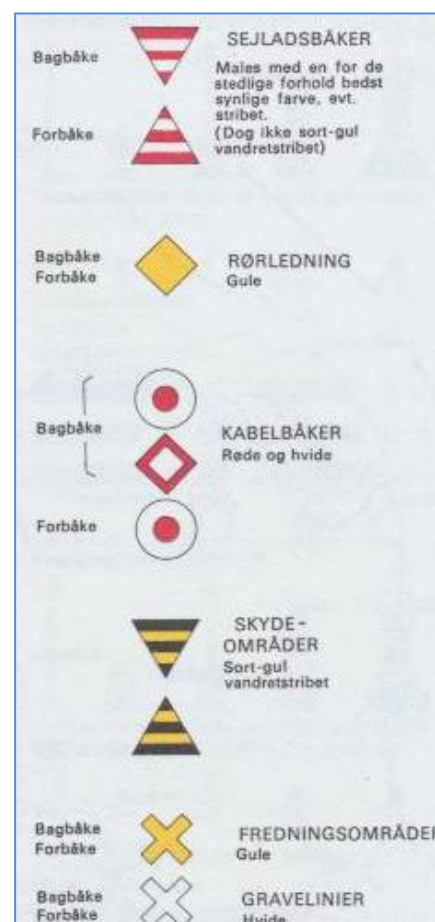 Bagbåke
SEJLADSBÅKER
Males med en for de
stedlige forhold bedst
synlige farve, evt.
stribet.
Forbåke
(Dog ikke sort-gul
vandretstribet)
Bagbåke
Forbåke
RØRLEDNING
Gule
Bagbåke
KABELBÅKER
Røde og hvide
Forbåke
SKYDE-
OMRÅDER
Sort-gul
vandretstribet
Bagbåke
Forbåke
FREDNINGSOMRÅDER
Gule
Bagbåke
Forbåke
GRAVELINIER
Hvide